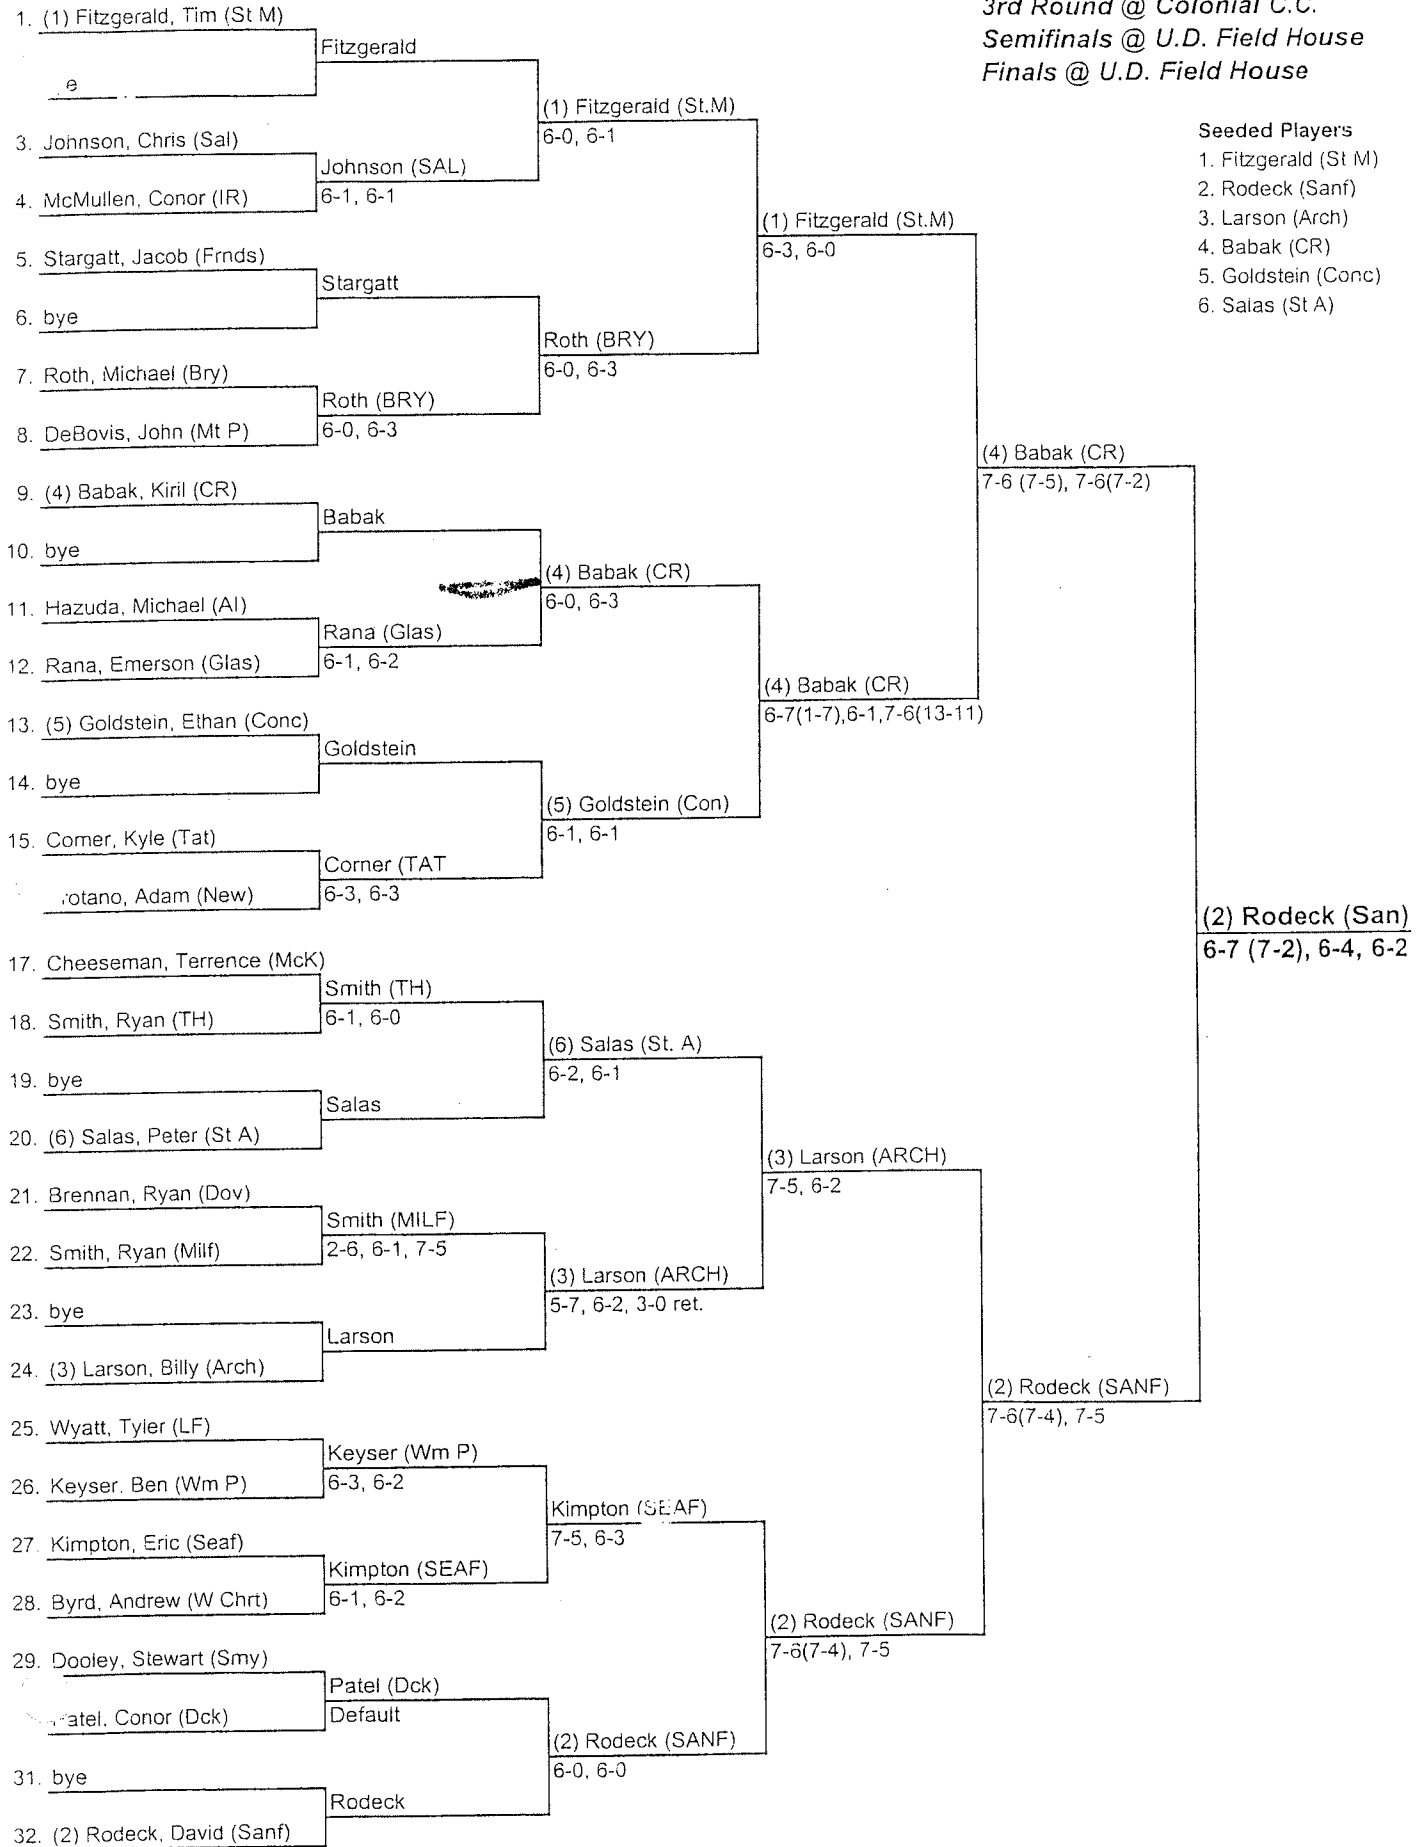 3rd Round @ Colonial C.C.
Semifinals @ U.D. Field House
Finals @ U.D. Field House
Seeded Players
1. Fitzgerald (St M)
2. Rodeck (Sanf)
3. Larson (Arch)
4. Babak (CR)
5. Goldstein (Conc)
6. Salas (St A)
1. (1) Fitzgerald, Tim (St M)
3. Johnson, Chris (Sal)
4. McMullen, Conor (IR)
5. Stargatt, Jacob (Frnds)
6. bye
7. Roth, Michael (Bry)
8. DeBovis, John (Mt P)
9. (4) Babak, Kiril (CR)
10. bye
11. Hazuda, Michael (AI)
12. Rana, Emerson (Glas)
13. (5) Goldstein, Ethan (Conc)
14. bye
15. Corner, Kyle (Tat)
Adam (New)
17. Cheeseman, Terrence (McK)
18. Smith, Ryan (TH)
19. bye
20. (6) Salas, Peter (St A)
21. Brennan, Ryan (Dov)
22. Smith, Ryan (Milf)
23. bye
24. (3) Larson, Billy (Arch)
25. Wyatt, Tyler (LF)
26. Keyser, Ben (Wm P)
27. Kimpton, Eric (Seaf)
28. Byrd, Andrew (W Chrt)
29. Dooley, Stewart (Smy)
Patel, Conor (Dck)
31. bye
32. (2) Rodeck, David (Sanf)
Fitzgerald
Johnson (SAL)
6-1, 6-1
Stargatt
Roth (BRY)
6-0, 6-3
Babak
Rana (Glas)
6-1, 6-2
Goldstein
Corner (TAT
6-3, 6-3
Smith (TH)
6-1, 6-0
Salas
Smith (MILF)
2-6, 6-1, 7-5
Larson
Keyser (Wm P)
6-3, 6-2
Kimpton (SEAF)
6-1, 6-2
Patel (Dck)
Default
Rodeck
(1) Fitzgerald (St.M)
6-0, 6-1
Roth (BRY)
6-0, 6-3
(4) Babak (CR)
6-0, 6-3
(5) Goldstein (Con)
6-1, 6-1
(6) Salas (St. A)
6-2, 6-1
(3) Larson (ARCH)
5-7, 6-2, 3-0 ret.
Kimpton (SEAF)
7-5, 6-3
(2) Rodeck (SANF)
6-0, 6-0
(1) Fitzgerald (St.M)
6-3, 6-0
(4) Babak (CR)
6-7(1-7),6-1,7-6(13-11)
(3) Larson (ARCH)
7-5, 6-2
(2) Rodeck (SANF)
7-6(7-4), 7-5
(4) Babak (CR)
7-6 (7-5), 7-6(7-2)
(2) Rodeck (SANF)
7-6(7-4), 7-5
(2) Rodeck (San)
6-7 (7-2), 6-4, 6-2